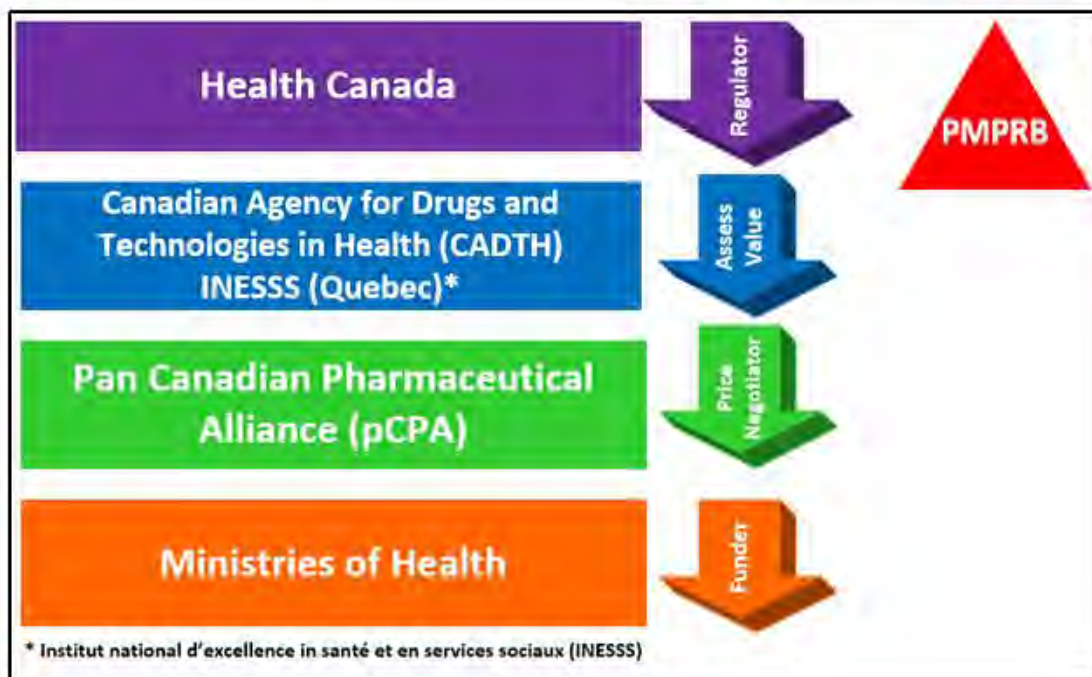 Health Canada
Regulator
PMPRB
Canadian Agency for Drugs and
Technologies in Health (CADTH)
INESSS (Quebec)*
Assess
Value
Pan Canadian Pharmaceutical
Alliance (pCPA)
Price
Negotiator
Ministries of Health
Funder
* Institut national d'excellence in santé et en services sociaux (INESSS)